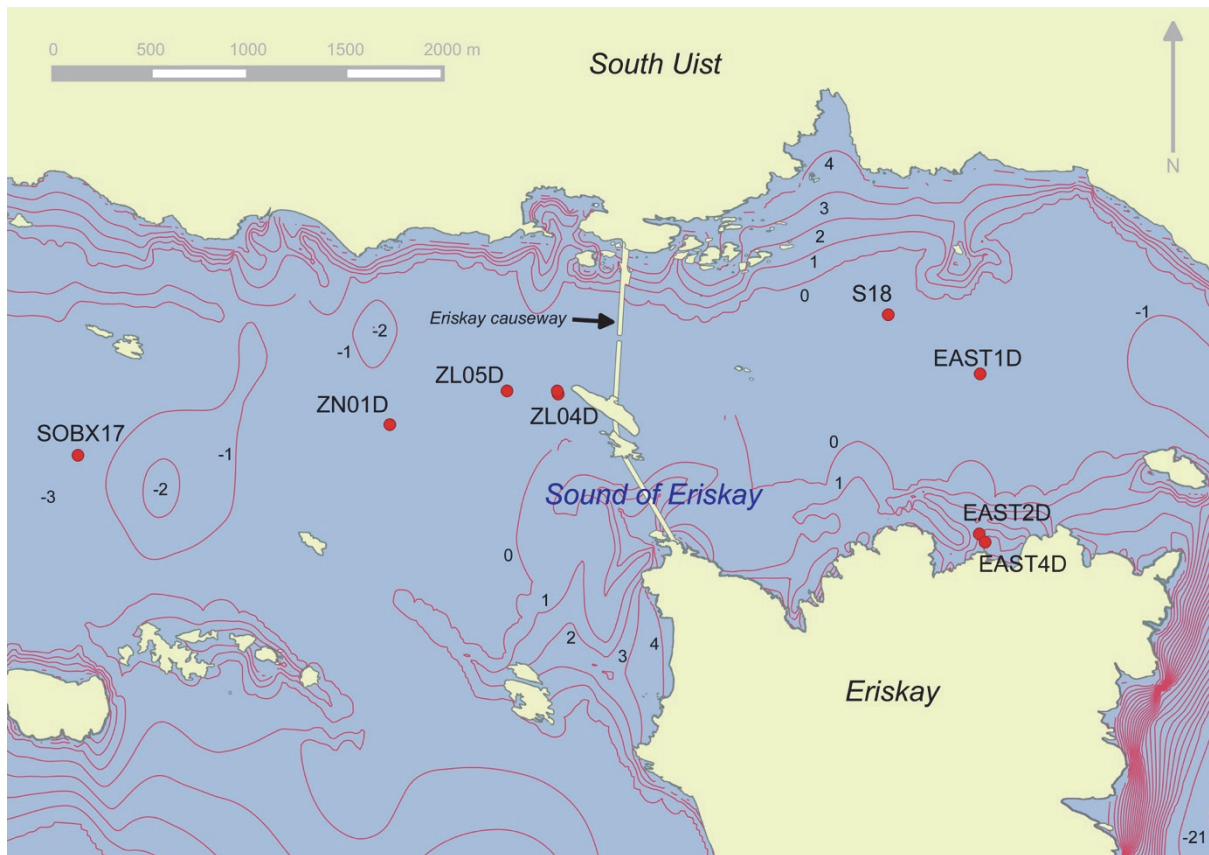 0 500 1000 1500 2000 m
South Uist
N
4
3
2
1
0
S18
Eriskay causeway
-2
-1
-1
EAST1D
ZL05D
ZL04D
ZN01D
SOBX17
-1
-2
-3
0
1
Sound of Eriskay
EAST2D
EAST4D
0
1
2
3
4
Eriskay
-21